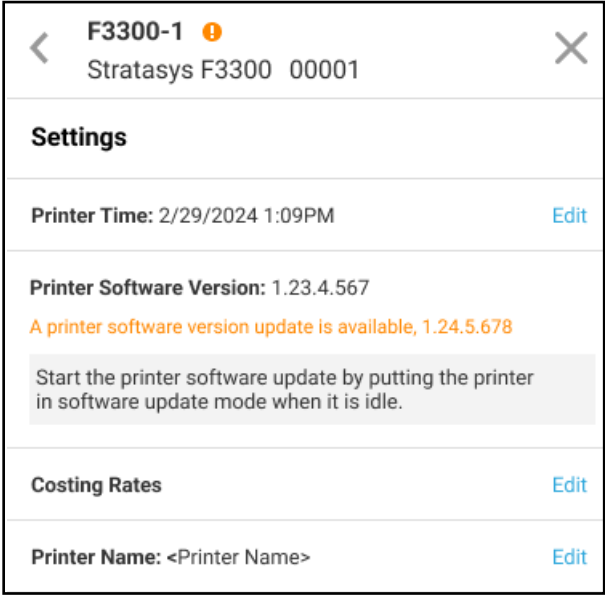 F3300-1
Stratasys F3300 00001
Settings
Printer Time: 2/29/2024 1:09PM Edit
Printer Software Version: 1.23.4.567
A printer software version update is available, 1.24.5.678
Start the printer software update by putting the printer
in software update mode when it is idle.
Costing Rates Edit
Printer Name: <Printer Name> Edit